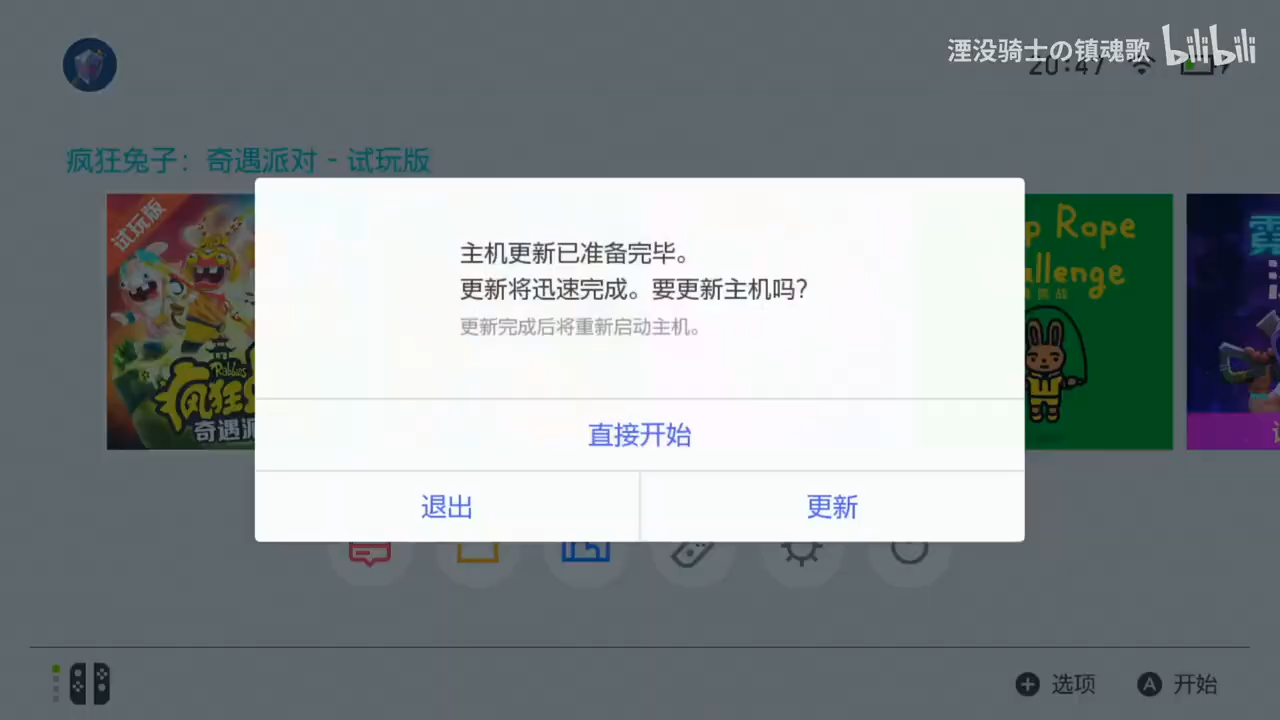 湮没骑士の镇魂歌 bilibili
20:47
疯狂兔子：奇遇派对 - 试玩版
试玩版
Rabbids
疯狂
奇遇派
p Rope
allenge
挑战
主机更新已准备完毕。
更新将迅速完成。要更新主机吗?
更新完成后将重新启动主机。
直接开始
退出
更新
选项
A 开始